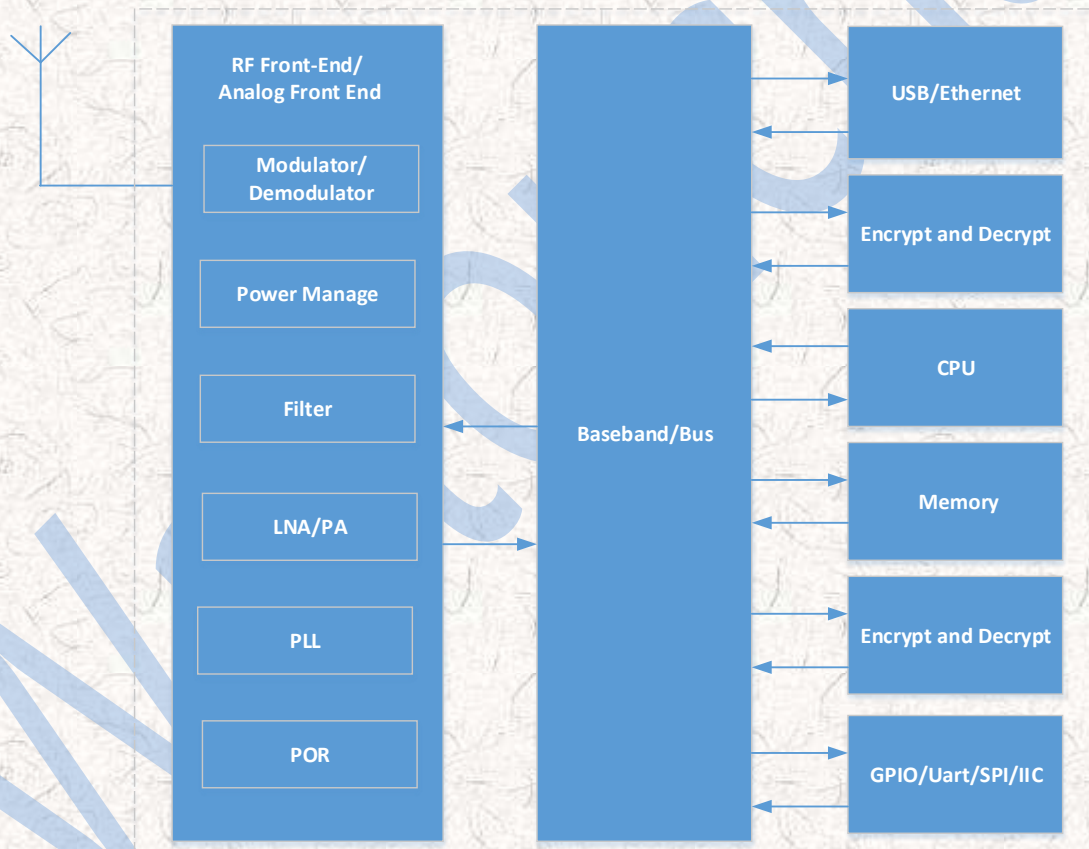 RF Front-End/
Analog Front End
Modulator/
Demodulator
Power Manage
Filter
LNA/PA
PLL
POR
Baseband/Bus
USB/Ethernet
Encrypt and Decrypt
CPU
Memory
Encrypt and Decrypt
GPIO/Uart/SPI/IIC